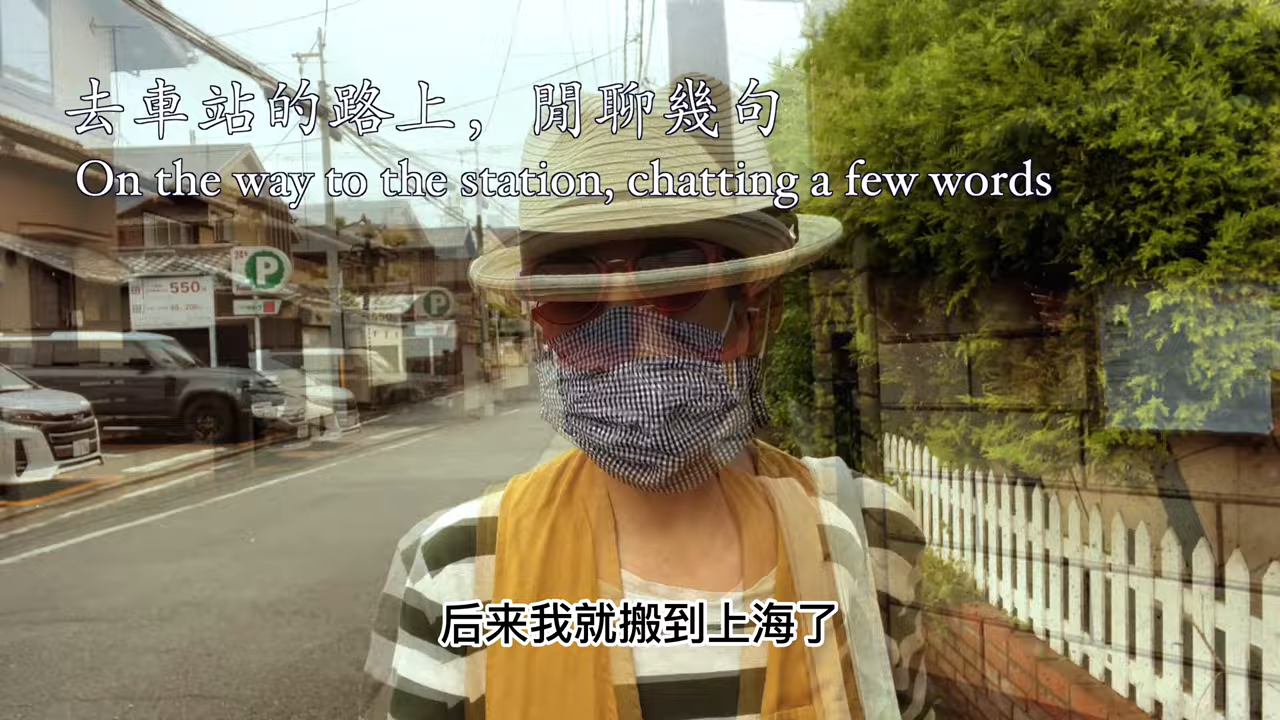 去車站的路上，閒聊幾句
On the way to the station, chatting a few words
P
550
P
后来我就搬到上海了